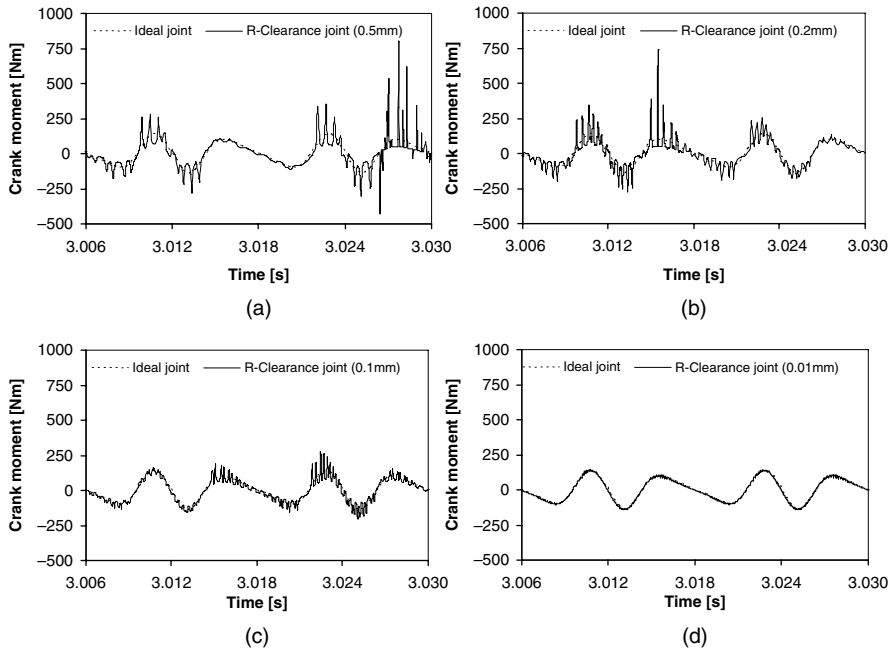 1000
750
500
250
0
–250
–500
Crank moment [Nm]
Ideal joint
R-Clearance joint (0.5mm)
3.006
3.012
3.018
3.024
3.030
Time [s]
(a)
1000
750
500
250
0
–250
–500
Crank moment [Nm]
Ideal joint
R-Clearance joint (0.2mm)
3.006
3.012
3.018
3.024
3.030
Time [s]
(b)
1000
750
500
250
0
–250
–500
Crank moment [Nm]
Ideal joint
R-Clearance joint (0.1mm)
3.006
3.012
3.018
3.024
3.030
Time [s]
(c)
1000
750
500
250
0
–250
–500
Crank moment [Nm]
Ideal joint
R-Clearance joint (0.01mm)
3.006
3.012
3.018
3.024
3.030
Time [s]
(d)